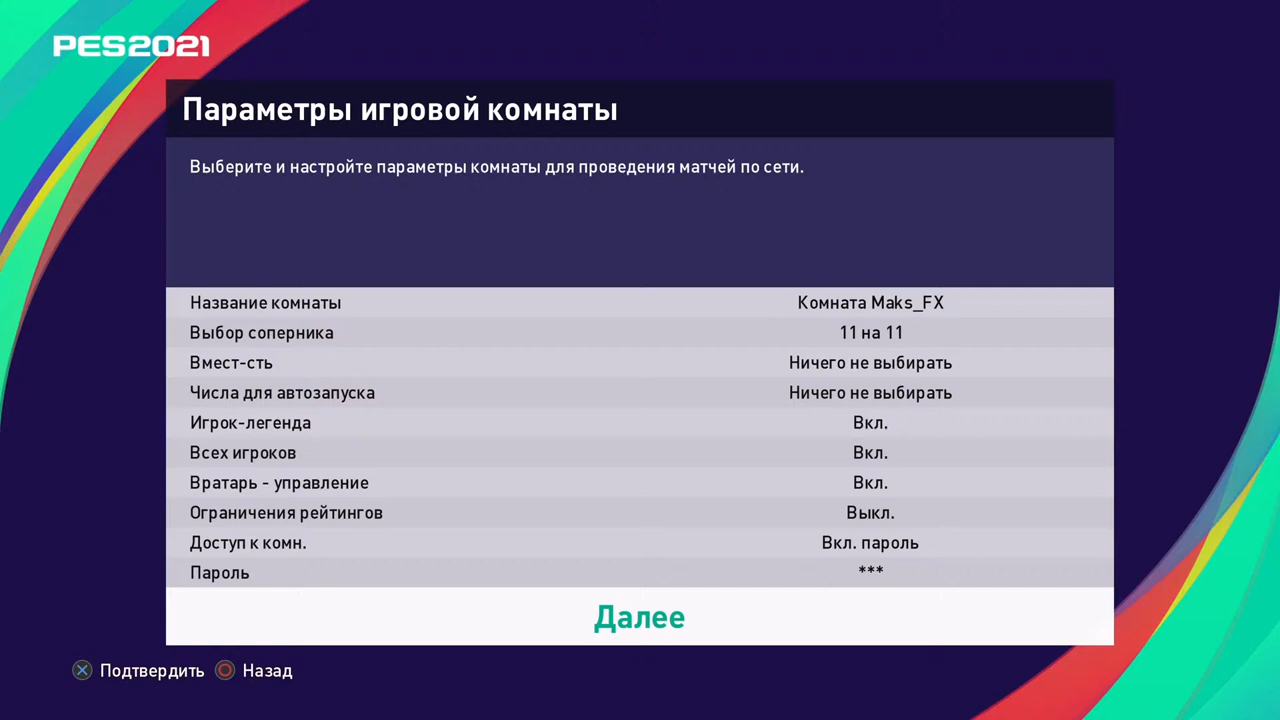 PES2021
Параметры игровой комнаты
Выберите и настройте параметры комнаты для проведения матчей по сети.
Название комнаты Комната Maks_FX
Выбор соперника 11 на 11
Вмест-сть Ничего не выбирать
Числа для автозапуска Ничего не выбирать
Игрок-легенда Вкл.
Всех игроков Вкл.
Вратарь - управление Вкл.
Ограничения рейтингов Выкл.
Доступ к комн. Вкл. пароль
Пароль ***
Далее
Подтвердить Назад